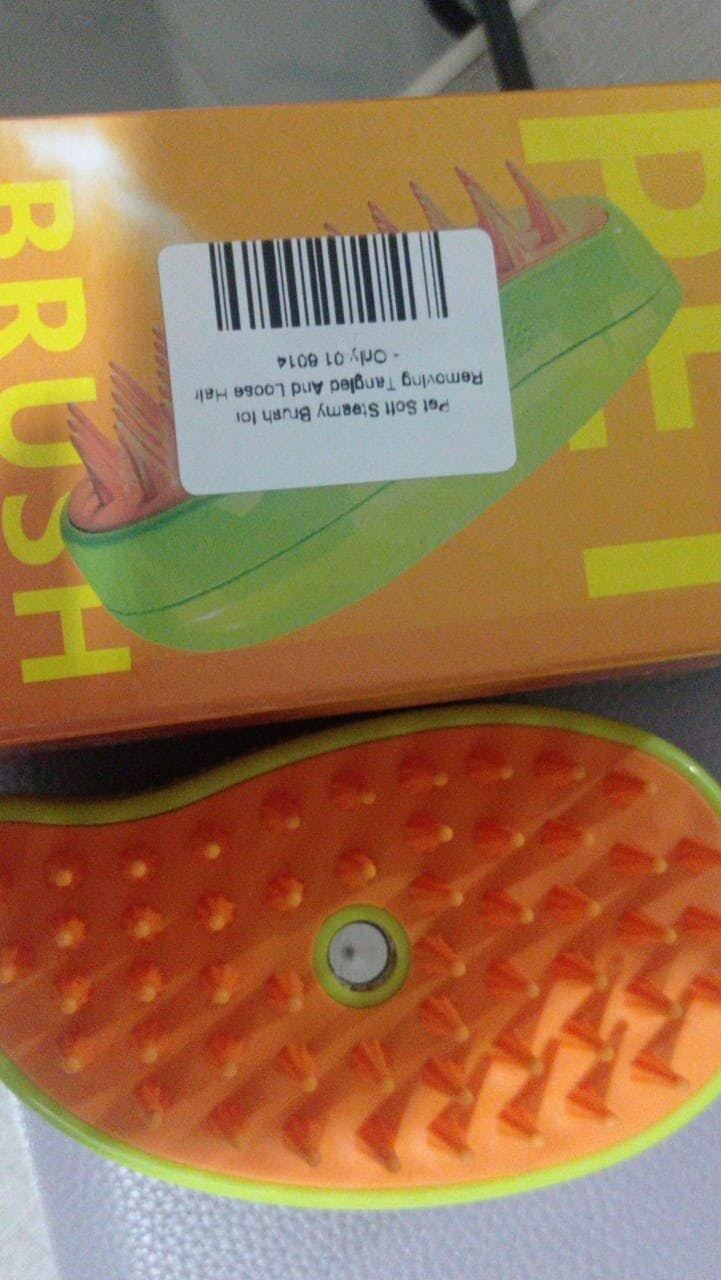 PET
BRUSH
Pet Soft Steamy Brush for
Removing Tangled And Loose Hair
- Only 01 6014